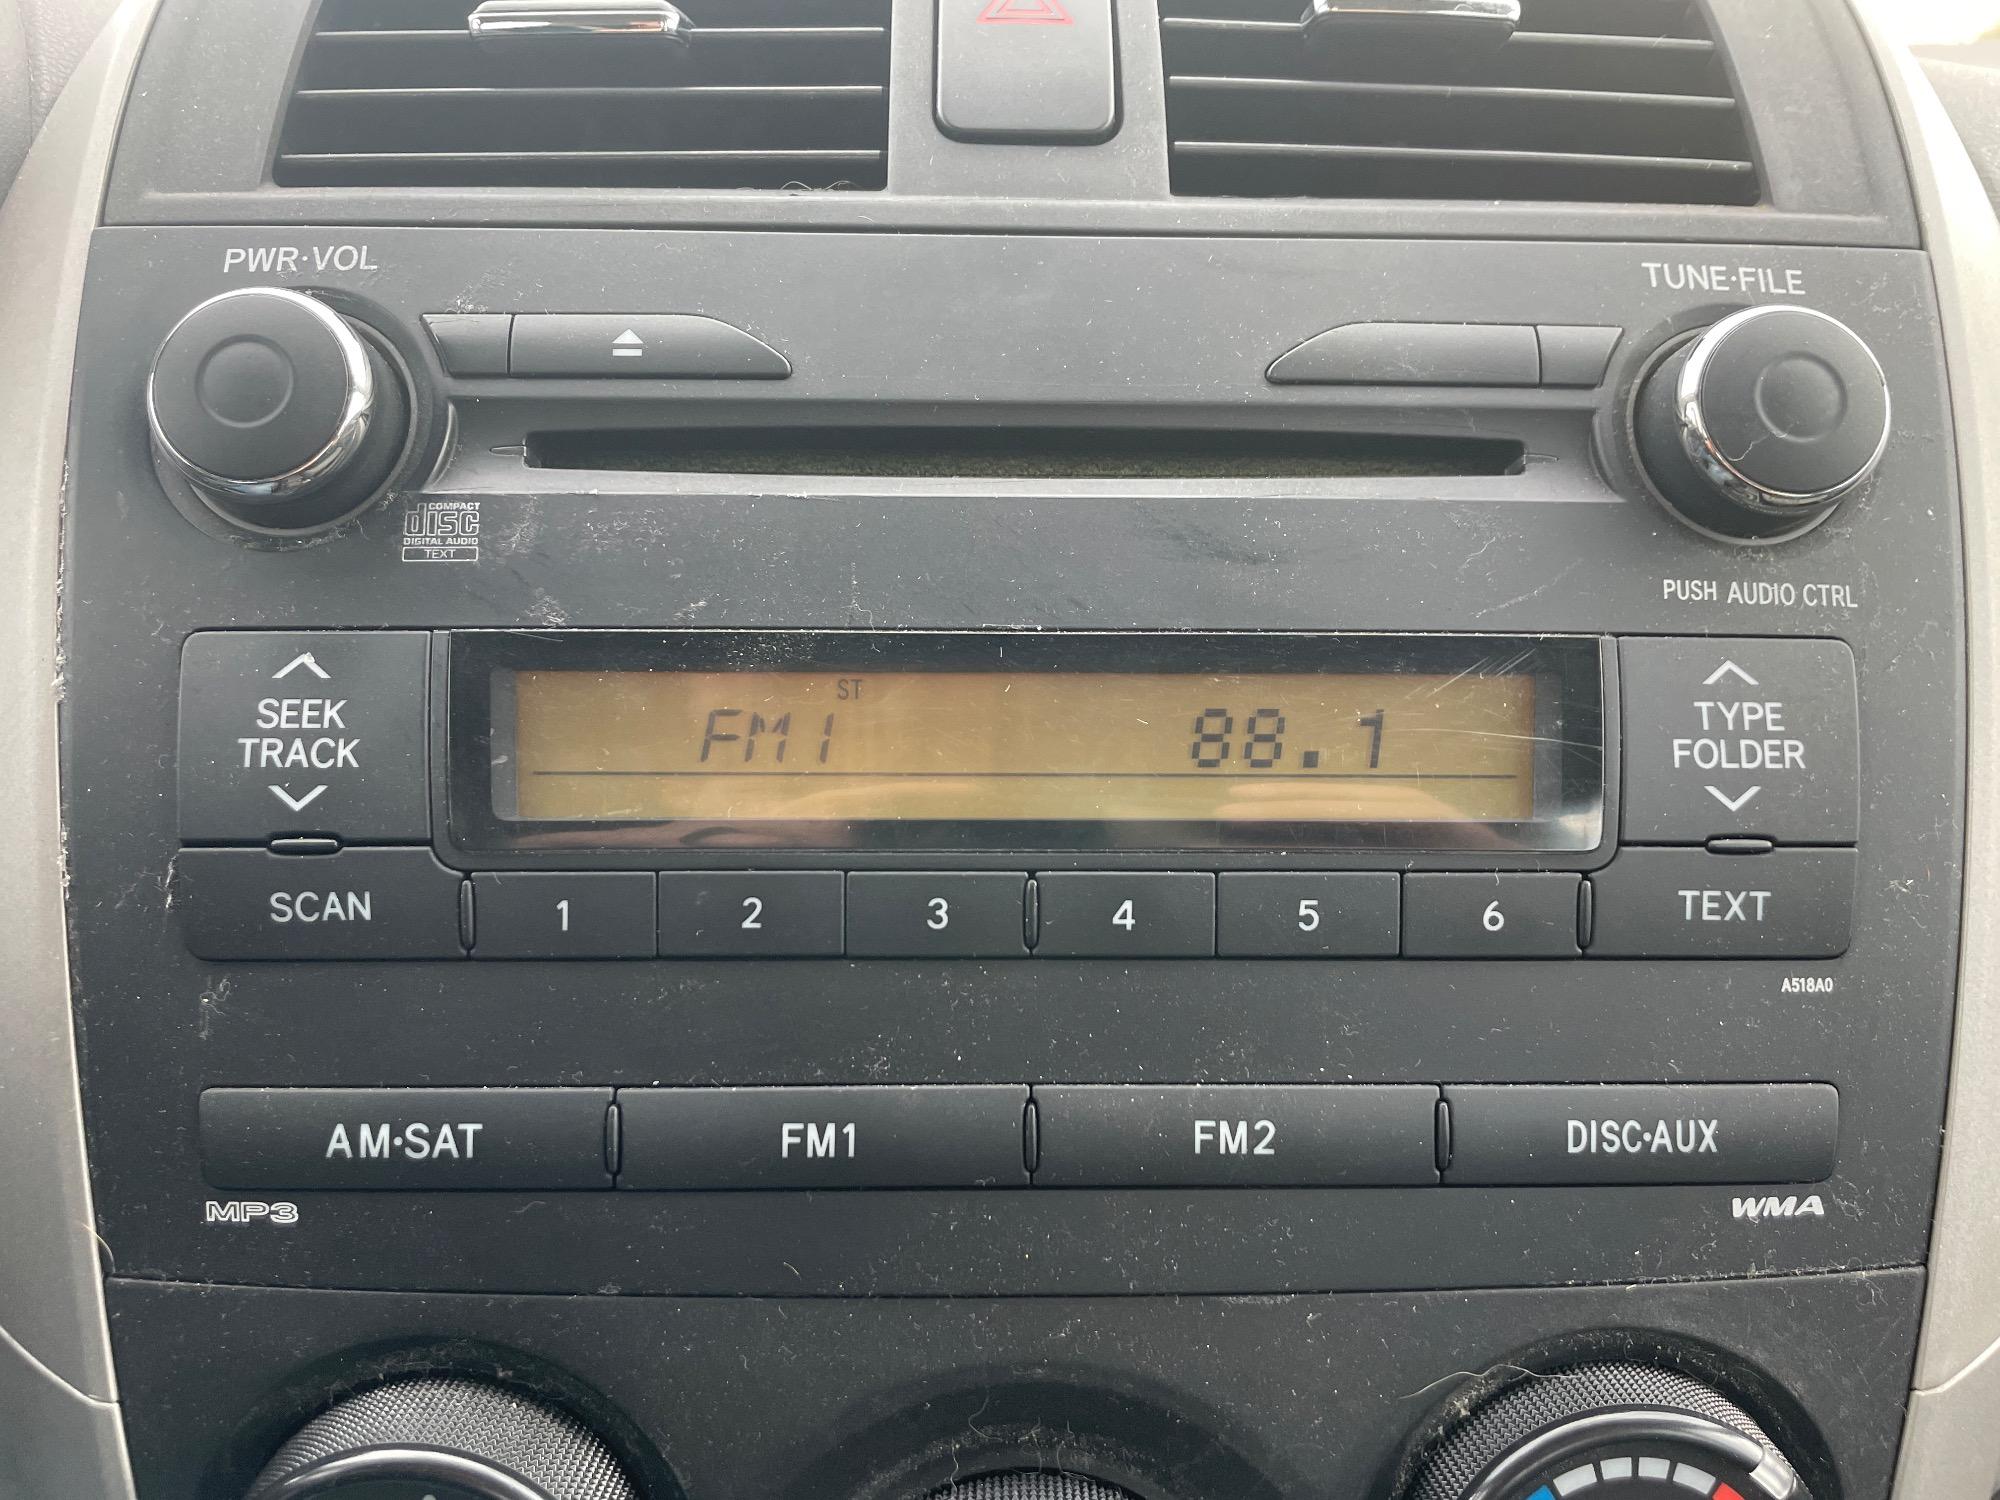 PWR·VOL
TUNE·FILE
COMPACT
disc
DIGITAL AUDIO
TEXT
PUSH AUDIO CTRL
SEEK
TRACK
ST
FM1
88.1
TYPE
FOLDER
SCAN
1
2
3
4
5
6
TEXT
A518A0
AM·SAT
FM1
FM2
DISC·AUX
MP3
WMA